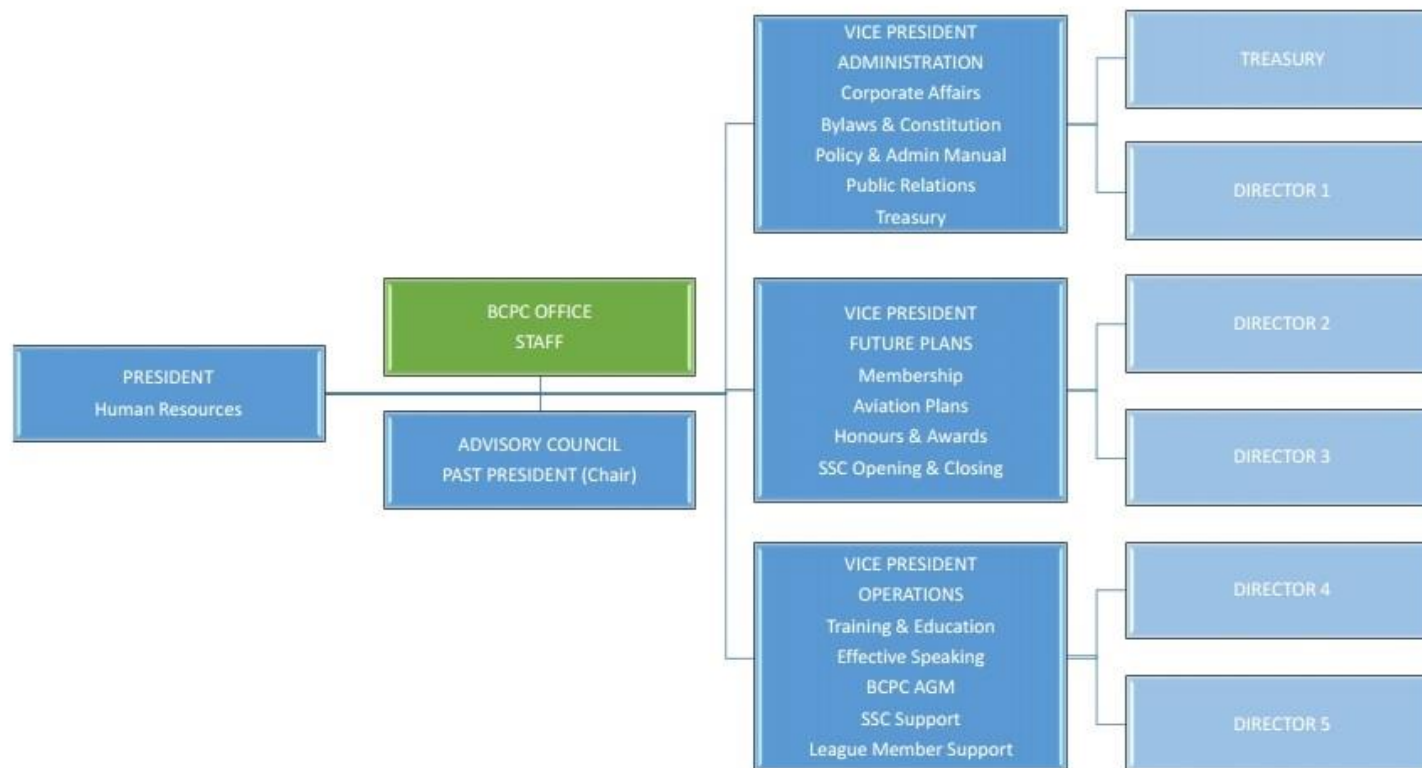 PRESIDENT
Human Resources
BCPC OFFICE
STAFF
ADVISORY COUNCIL
PAST PRESIDENT (Chair)
VICE PRESIDENT
ADMINISTRATION
Corporate Affairs
Bylaws & Constitution
Policy & Admin Manual
Public Relations
Treasury
TREASURY
DIRECTOR 1
VICE PRESIDENT
FUTURE PLANS
Membership
Aviation Plans
Honours & Awards
SSC Opening & Closing
DIRECTOR 2
DIRECTOR 3
VICE PRESIDENT
OPERATIONS
Training & Education
Effective Speaking
BCPC AGM
SSC Support
League Member Support
DIRECTOR 4
DIRECTOR 5